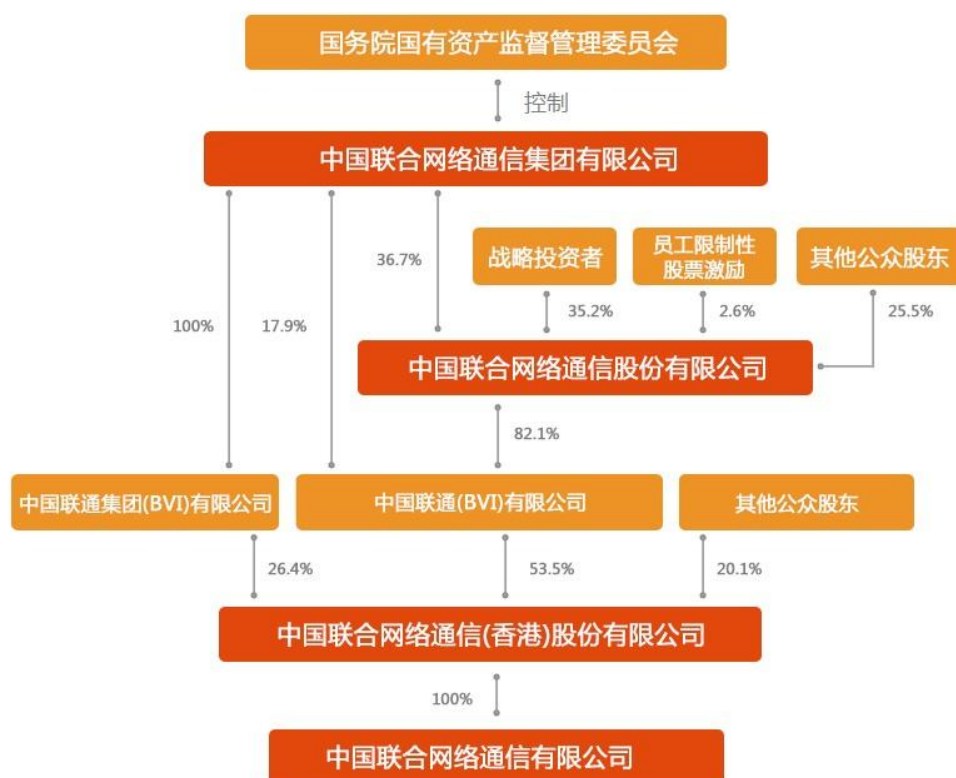 国务院国有资产监督管理委员会
控制
中国联合网络通信集团有限公司
36.7%
战略投资者
员工限制性
股票激励
其他公众股东
100%
17.9%
35.2%
2.6%
25.5%
中国联合网络通信股份有限公司
82.1%
中国联通集团(BVI)有限公司
中国联通(BVI)有限公司
其他公众股东
26.4%
53.5%
20.1%
中国联合网络通信(香港)股份有限公司
100%
中国联合网络通信有限公司